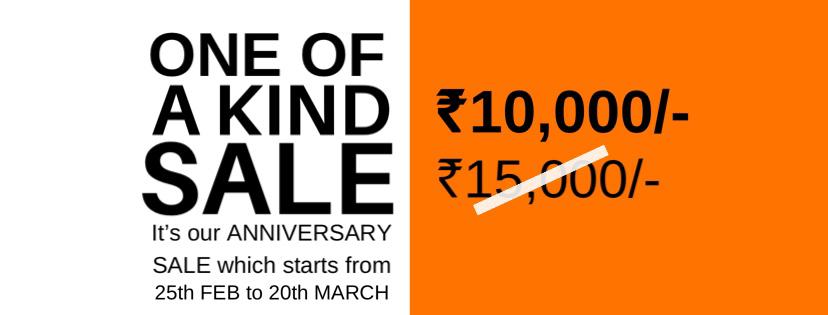 ONE OF
A KIND
SALE
It's our ANNIVERSARY
SALE which starts from
25th FEB to 20th MARCH
₹10,000/-
₹15,000/-